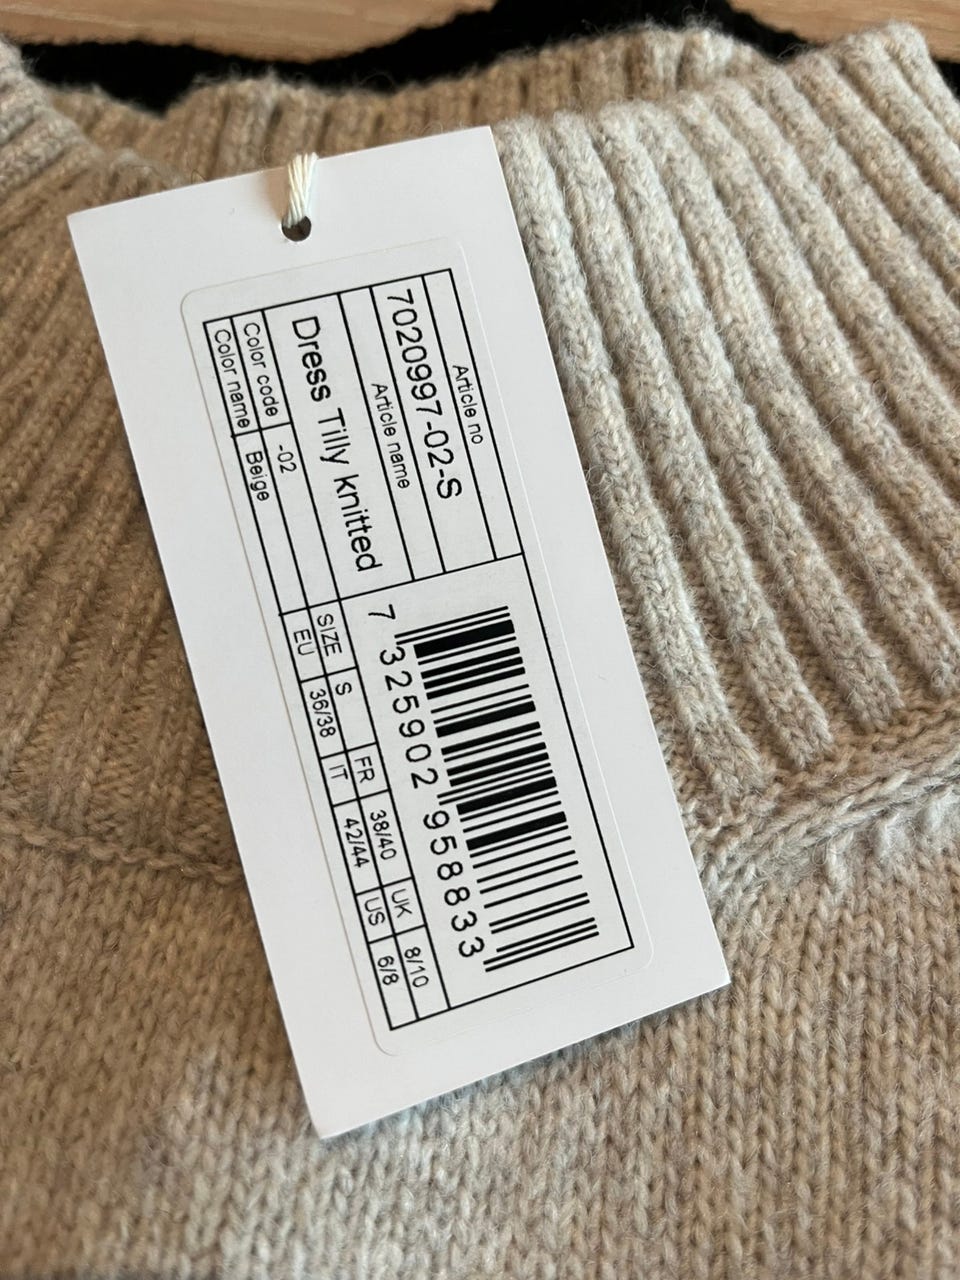 Article no
7020997-02-S
Article name
Dress Tilly knitted
Color code -02
Color name Beige
7 325902 958833
SIZE S FR 38/40 UK 8/10
EU 36/38 IT 42/44 US 6/8